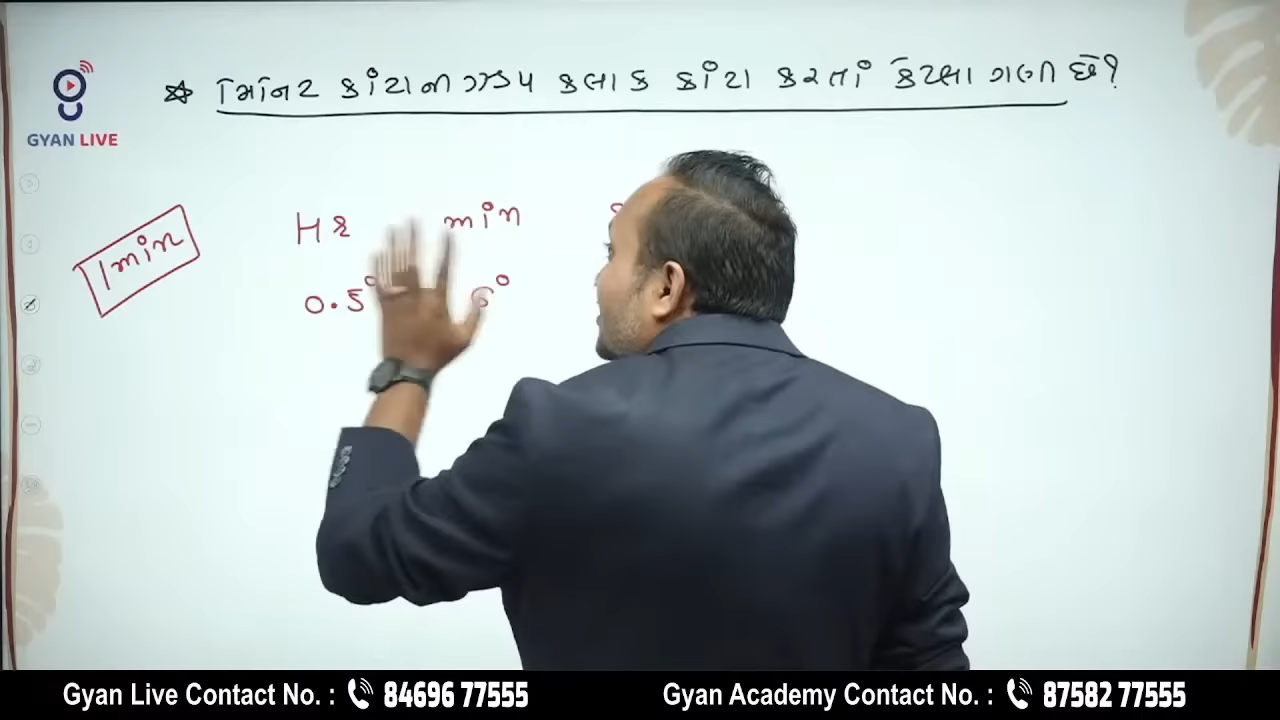 મિનિટ કાંટાની ઝડપ કલાક કાંટા કરતાં કેટલા ગણી છે?
GYAN LIVE
1 min
Hr min
0.5° 6°
Gyan Live Contact No. : 84696 77555 Gyan Academy Contact No. : 87582 77555